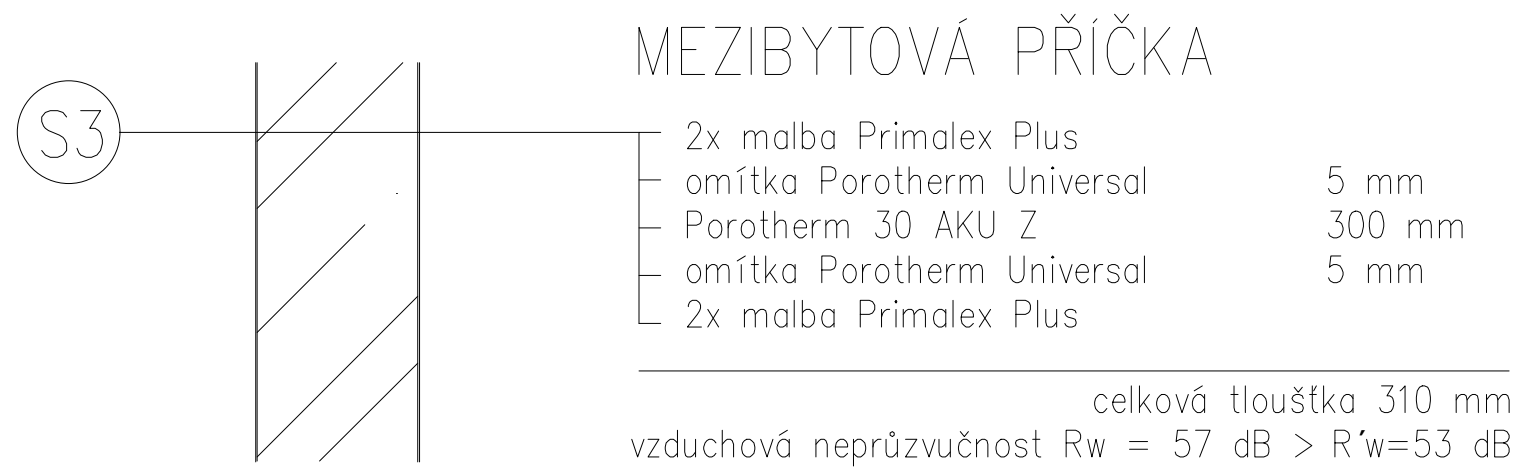 MEZIBYTOVÁ PŘÍČKA
S3
2x malba Primalex Plus
omítka Porotherm Universal 5 mm
Porotherm 30 AKU Z 300 mm
omítka Porotherm Universal 5 mm
2x malba Primalex Plus
celková tloušťka 310 mm
vzduchová neprůzvučnost Rw = 57 dB > R´w=53 dB